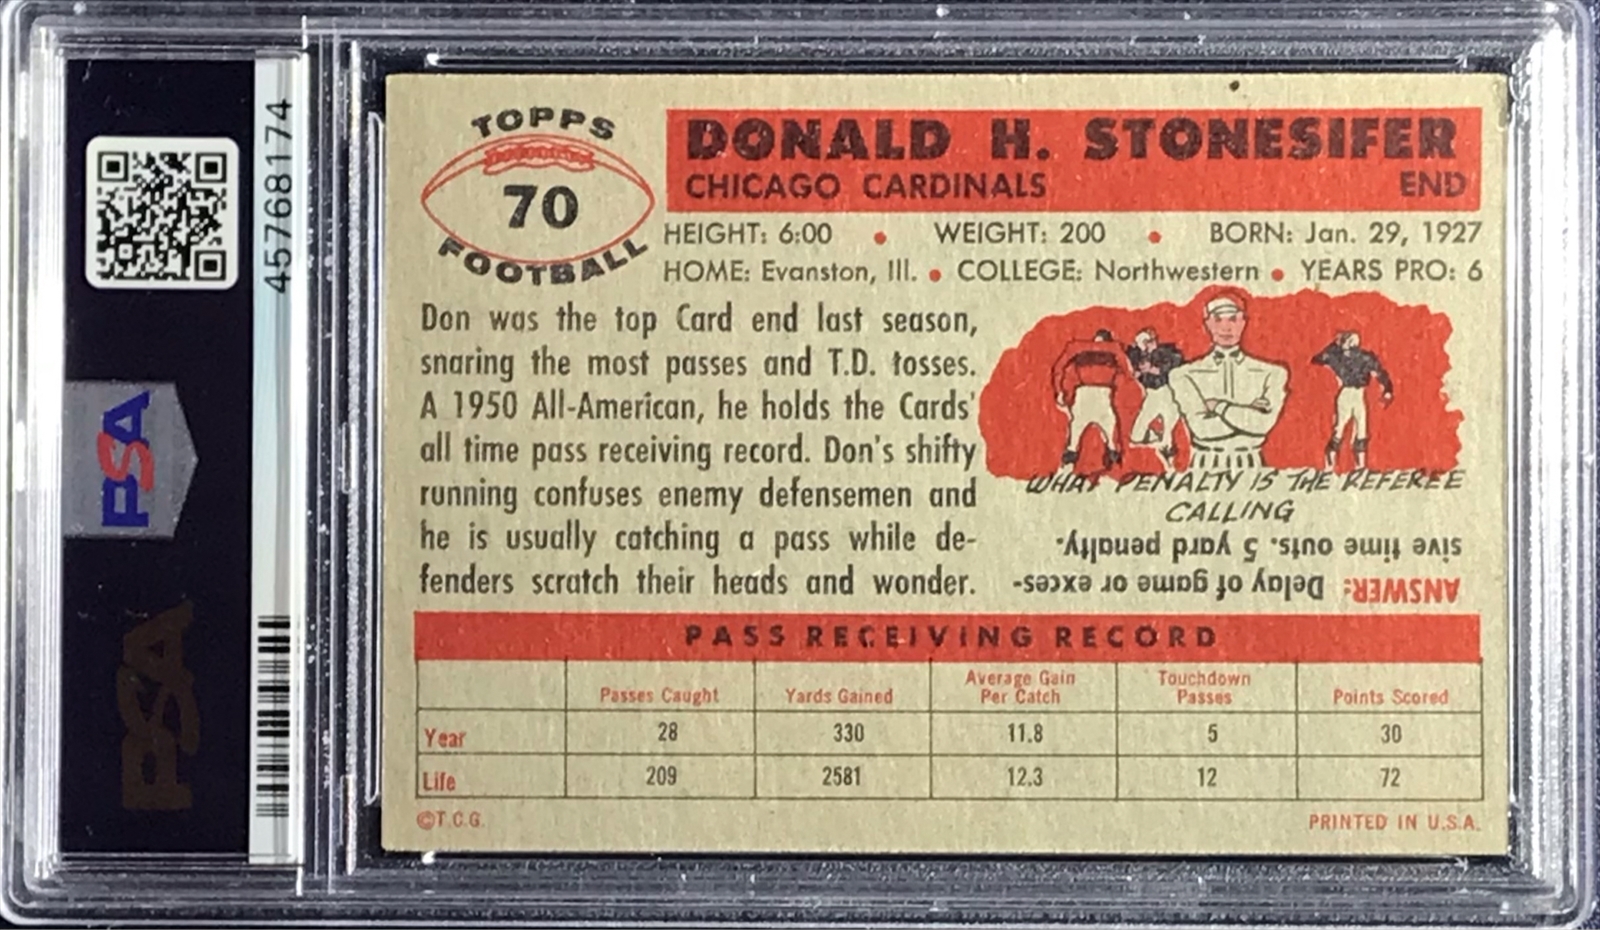 45768174
PSA
PSA
TOPPS
70
FOOTBALL
DONALD H. STONESIFER
CHICAGO CARDINALS END
HEIGHT: 6:00 • WEIGHT: 200 • BORN: Jan. 29, 1927
HOME: Evanston, Ill. • COLLEGE: Northwestern • YEARS PRO: 6
Don was the top Card end last season,
snaring the most passes and T.D. tosses.
A 1950 All-American, he holds the Cards'
all time pass receiving record. Don's shifty
running confuses enemy defensemen and
he is usually catching a pass while de-
fenders scratch their heads and wonder.
WHAT PENALTY IS THE REFEREE
CALLING
ANSWER: Delay of game or exces-
sive time outs. 5 yard penalty.
PASS RECEIVING RECORD
Passes Caught Yards Gained Average Gain Per Catch Touchdown Passes Points Scored
Year 28 330 11.8 5 30
Life 209 2581 12.3 12 72
©T.C.G. PRINTED IN U.S.A.